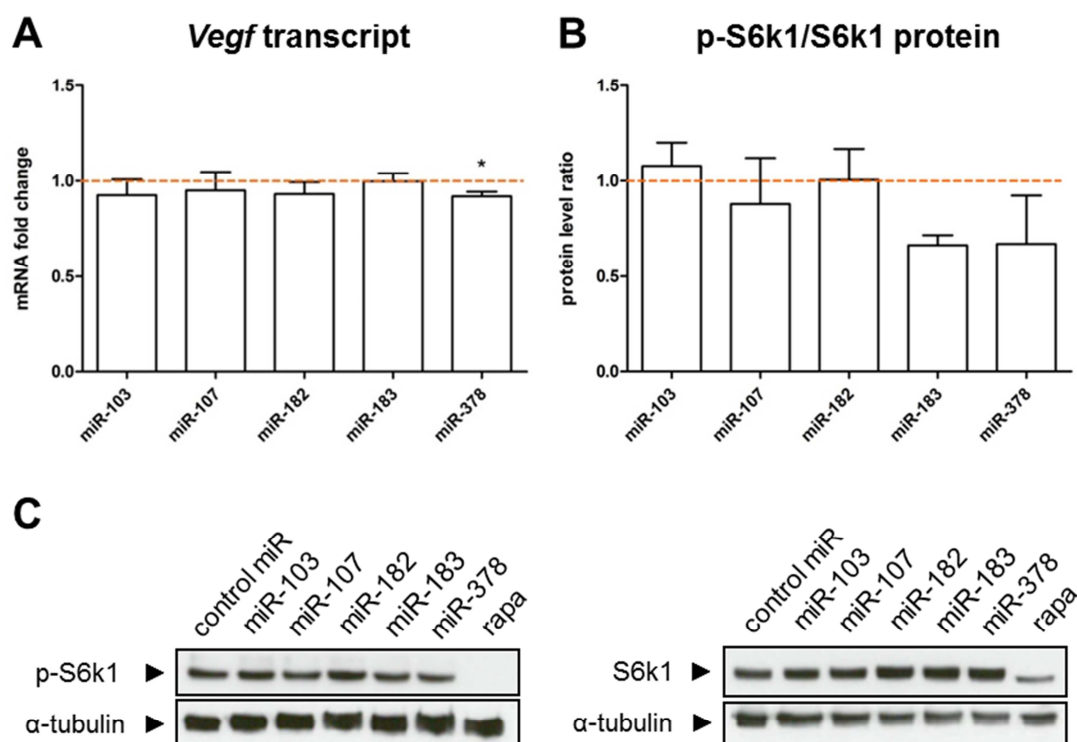 A
Vegf transcript
mRNA fold change
1.5
1.0
0.5
0.0
*
miR-103
miR-107
miR-182
miR-183
miR-378
B
p-S6k1/S6k1 protein
protein level ratio
1.5
1.0
0.5
0.0
miR-103
miR-107
miR-182
miR-183
miR-378
C
control miR
miR-103
miR-107
miR-182
miR-183
miR-378
rapa
p-S6k1
α-tubulin
control miR
miR-103
miR-107
miR-182
miR-183
miR-378
rapa
S6k1
α-tubulin